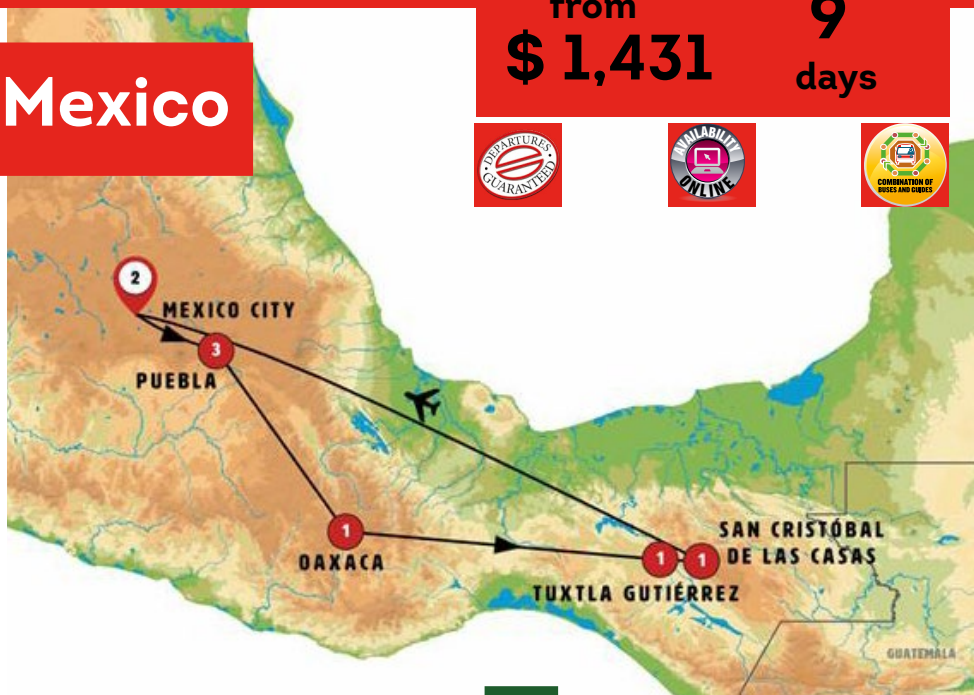 from
$ 1,431
9
days
Mexico
DEPARTURES
GUARANTEED
AVAILABILITY
ONLINE
COMBINATION OF
BUSES AND GUIDES
2
MEXICO CITY
3
PUEBLA
1
OAXACA
1
1
SAN CRISTÓBAL
DE LAS CASAS
TUXTLA GUTIÉRREZ
GUATEMALA